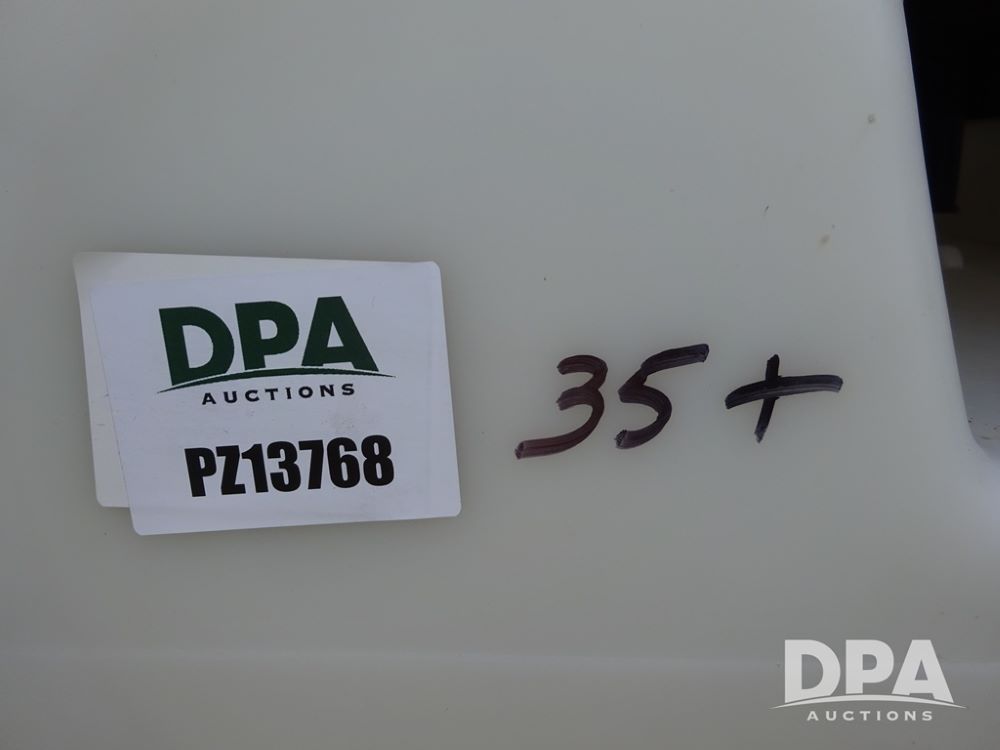 DPA
AUCTIONS
PZ13768
35+
DPA
AUCTIONS